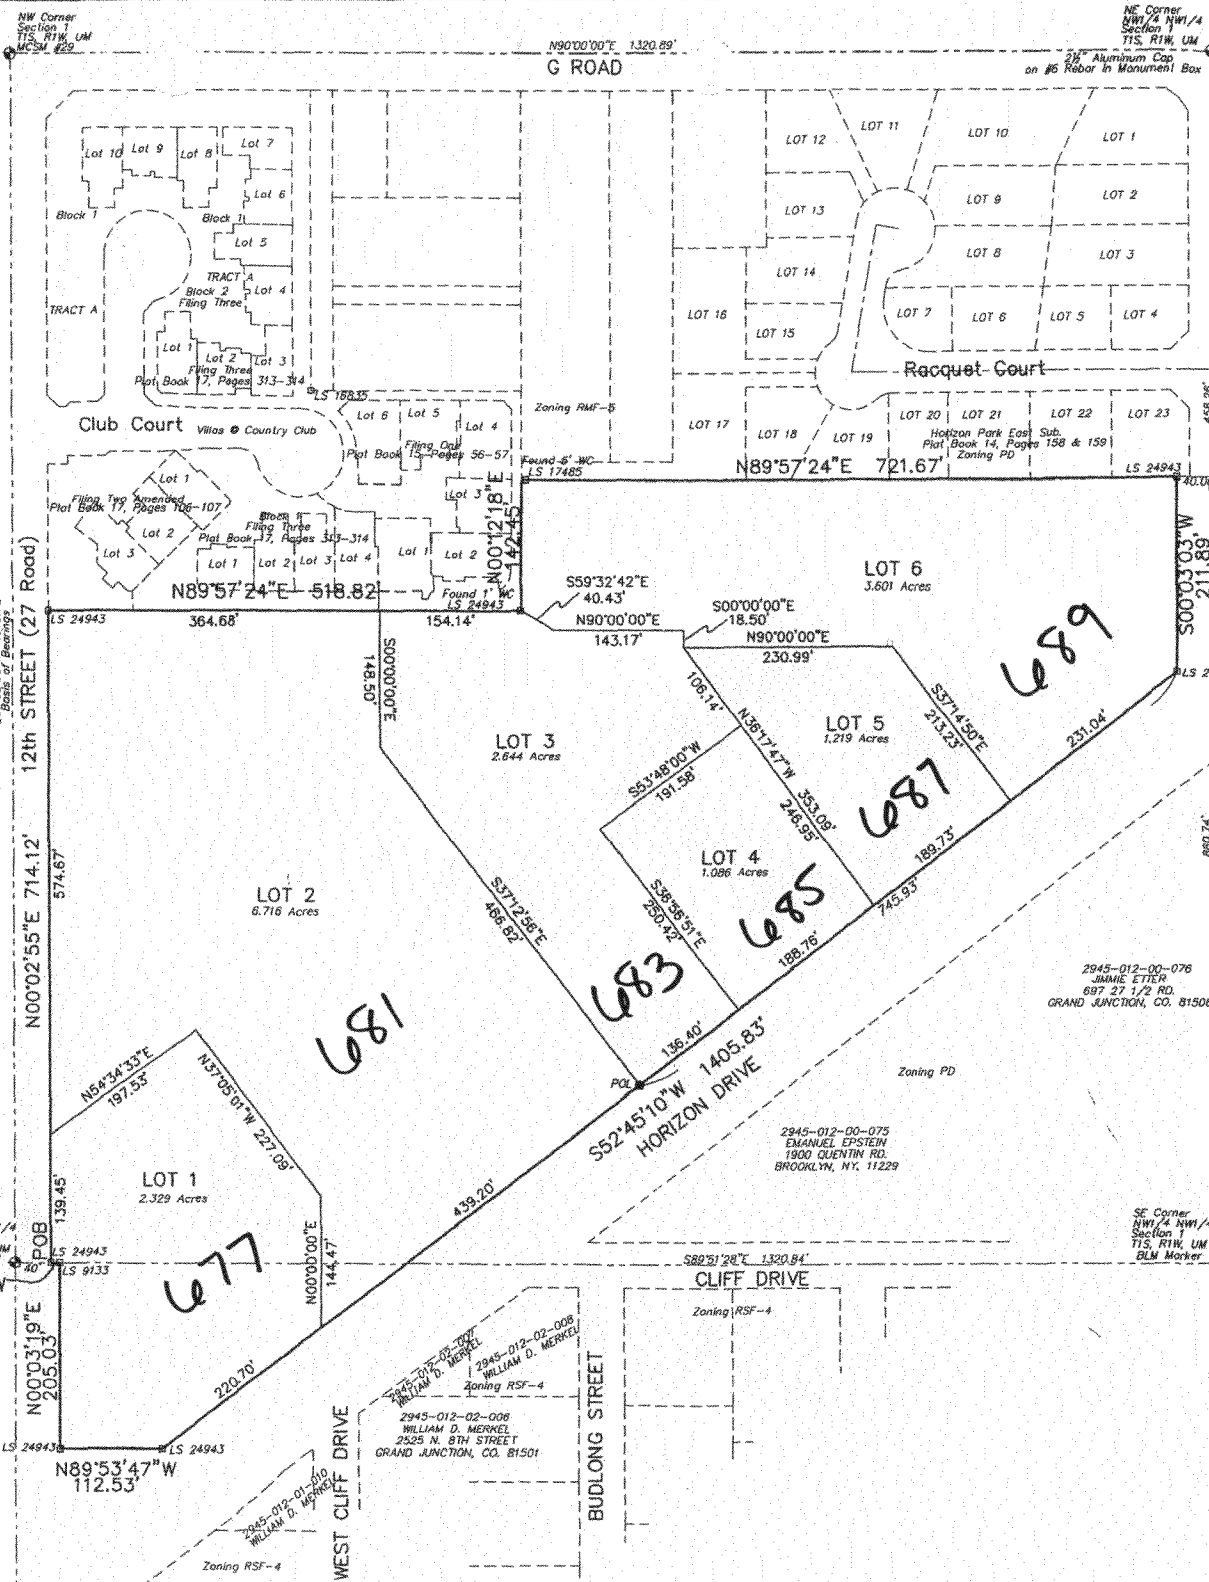 NW Corner
Section 1
T1S, R1W, UM
MCSM #29
N90°00'00"E 1320.89'
G ROAD
NE Corner
NW1/4 NW1/4
Section 1
T1S, R1W, UM
2½" Aluminum Cap
on #6 Rebar In Monument Box
Lot 10
Lot 9
Lot 8
Lot 7
Lot 6
Block 1
Block 1
Lot 5
TRACT A
Block 2
Filing Three
Lot 4
TRACT A
Lot 1
Lot 2
Lot 3
Filing Three
Plat Book 17, Pages 313-314
LS 16835
LOT 12
LOT 11
LOT 10
LOT 1
LOT 13
LOT 9
LOT 2
LOT 14
LOT 8
LOT 3
LOT 16
LOT 15
LOT 7
LOT 6
LOT 5
LOT 4
Racquet Court
Club Court
Villas @ Country Club
Lot 6
Lot 5
Lot 4
Filing One
Plat Book 15, Pages 56-57
Zoning RMF-5
LOT 17
LOT 18
LOT 19
LOT 20
LOT 21
LOT 22
LOT 23
Horizon Park East Sub.
Plat Book 14, Pages 158 & 159
Zoning PD
Found 6' WC
LS 17485
N89°57'24"E 721.67'
LS 24943
Lot 1
Filing Two Amended
Plat Book 17, Pages 106-107
Lot 2
Lot 3
Block 1
Filing Three
Plat Book 17, Pages 313-314
Lot 1
Lot 2
Lot 3
Lot 4
Lot 1
Lot 2
Lot 3
N00°12'18"E
142.45'
N89°57'24"E 518.82'
Found 1' WC
LS 24943
LS 24943
364.68'
154.14'
S59°32'42"E
40.43'
N90°00'00"E
143.17'
S00°00'00"E
18.50'
N90°00'00"E
230.99'
LOT 6
3.601 Acres
689
S00°03'03"W
211.89'
Basis of Bearings
12th STREET (27 Road)
N00°02'55"E 714.12'
574.67'
S00°00'00"E
148.50'
LOT 3
2.644 Acres
106.14'
N36°17'47"W 353.09'
246.95'
LOT 5
1.219 Acres
S37°14'50"E
213.23'
231.04'
687
S53°48'00"W
191.58'
LOT 4
1.086 Acres
685
189.73'
745.93'
S36°56'51"E
250.42'
188.76'
LOT 2
6.716 Acres
S37°12'56"E
466.82'
683
681
136.40'
POL
S52°45'10"W 1405.83'
HORIZON DRIVE
2945-012-00-076
JIMMIE ETTER
697 27 1/2 RD.
GRAND JUNCTION, CO. 81506
Zoning PD
2945-012-00-075
EMANUEL EPSTEIN
1900 QUENTIN RD.
BROOKLYN, NY. 11229
N54°34'33"E
197.53'
N37°05'01"W 227.09'
LOT 1
2.329 Acres
139.45'
POB
LS 24943
LS 9133
40'
677
N00°00'00"E
144.47'
439.20'
220.70'
N00°03'19"E
205.03'
LS 24943
LS 24943
N89°53'47"W
112.53'
SE Corner
NW1/4 NW1/4
Section 1
T1S, R1W, UM
BLM Marker
S89°51'28"E 1320.84'
CLIFF DRIVE
Zoning RSF-4
2945-012-02-007
WILLIAM D. MERKEL
2945-012-02-008
WILLIAM D. MERKEL
Zoning RSF-4
2945-012-02-006
WILLIAM D. MERKEL
2525 N. 8TH STREET
GRAND JUNCTION, CO. 81501
2945-012-01-010
WILLIAM D. MERKEL
Zoning RSF-4
WEST CLIFF DRIVE
BUDLONG STREET